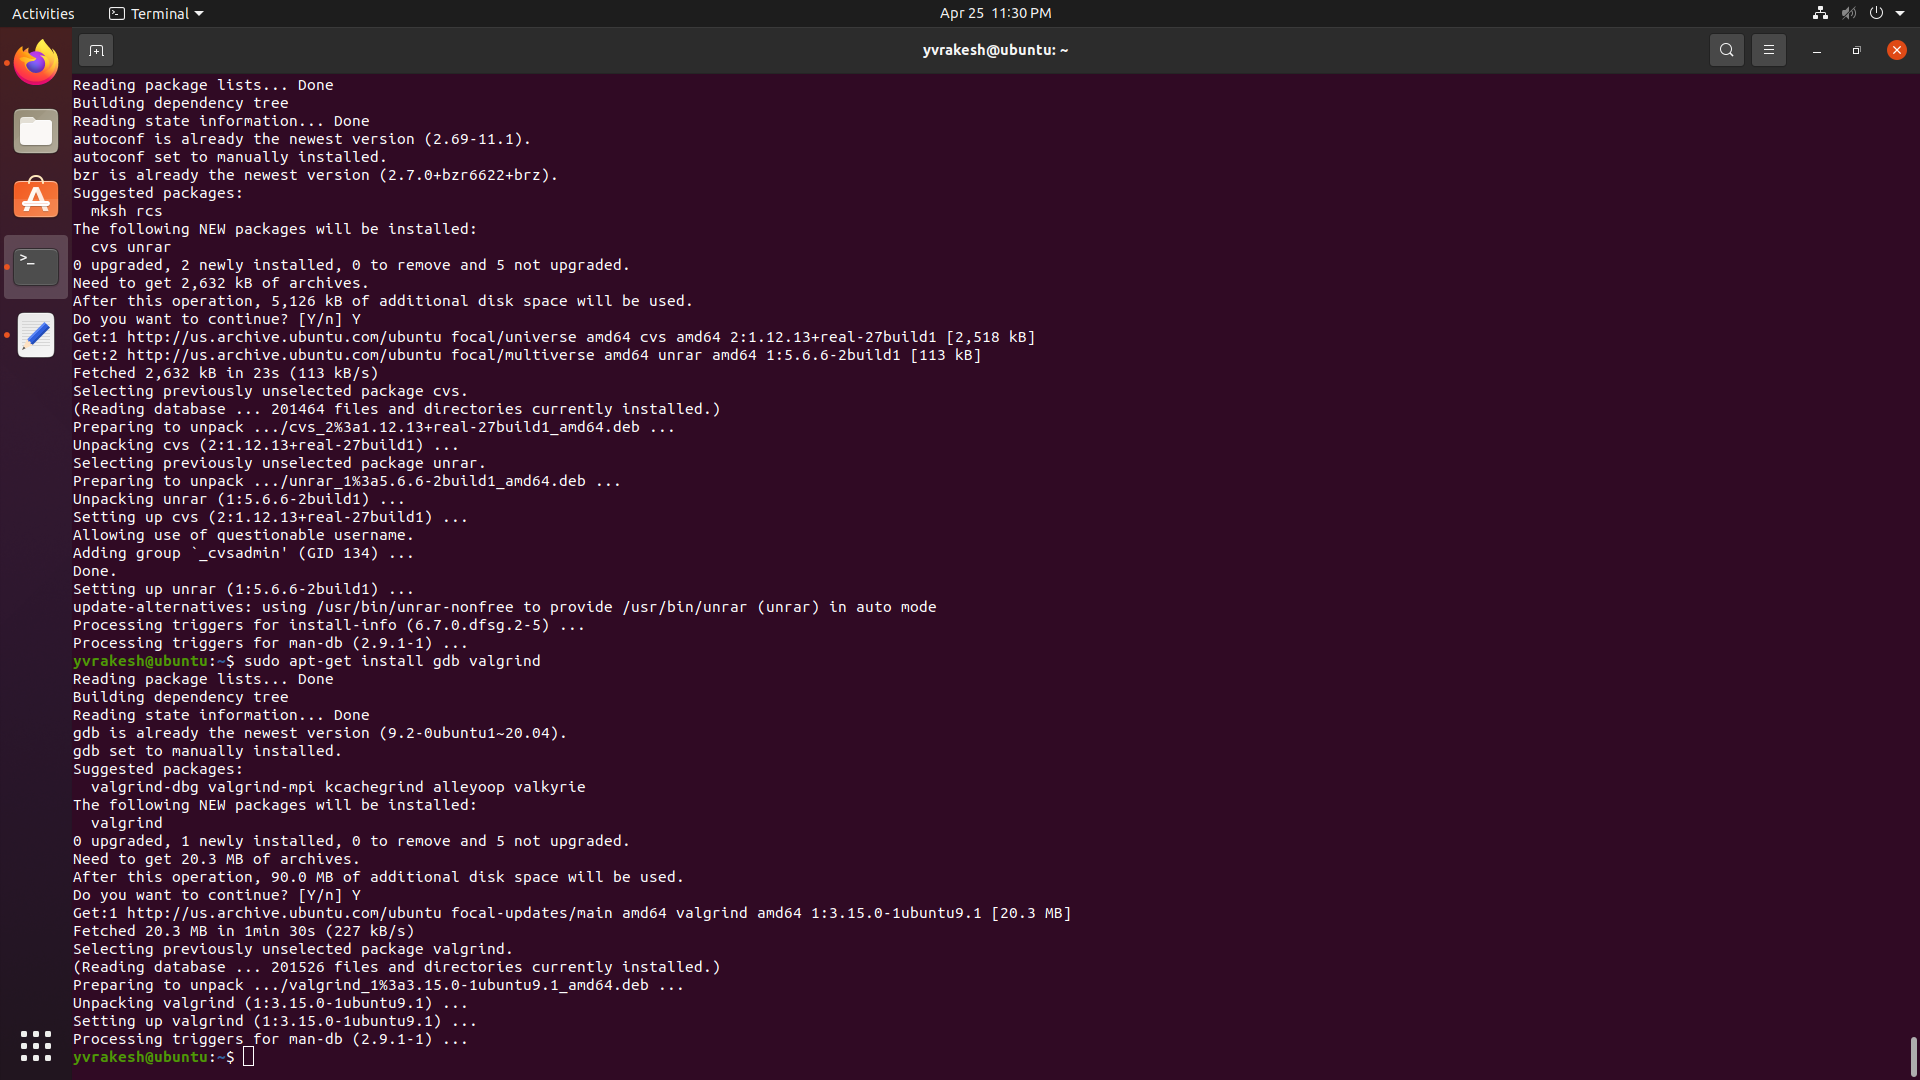 Activities
Terminal
Apr 25 11:30 PM
yvrakesh@ubuntu: ~
Reading package lists... Done
Building dependency tree
Reading state information... Done
autoconf is already the newest version (2.69-11.1).
autoconf set to manually installed.
bzr is already the newest version (2.7.0+bzr6622+brz).
Suggested packages:
  mksh rcs
The following NEW packages will be installed:
  cvs unrar
0 upgraded, 2 newly installed, 0 to remove and 5 not upgraded.
Need to get 2,632 kB of archives.
After this operation, 5,126 kB of additional disk space will be used.
Do you want to continue? [Y/n] Y
Get:1 http://us.archive.ubuntu.com/ubuntu focal/universe amd64 cvs amd64 2:1.12.13+real-27build1 [2,518 kB]
Get:2 http://us.archive.ubuntu.com/ubuntu focal/multiverse amd64 unrar amd64 1:5.6.6-2build1 [113 kB]
Fetched 2,632 kB in 23s (113 kB/s)
Selecting previously unselected package cvs.
(Reading database ... 201464 files and directories currently installed.)
Preparing to unpack .../cvs_2%3a1.12.13+real-27build1_amd64.deb ...
Unpacking cvs (2:1.12.13+real-27build1) ...
Selecting previously unselected package unrar.
Preparing to unpack .../unrar_1%3a5.6.6-2build1_amd64.deb ...
Unpacking unrar (1:5.6.6-2build1) ...
Setting up cvs (2:1.12.13+real-27build1) ...
Allowing use of questionable username.
Adding group `_cvsadmin' (GID 134) ...
Done.
Setting up unrar (1:5.6.6-2build1) ...
update-alternatives: using /usr/bin/unrar-nonfree to provide /usr/bin/unrar (unrar) in auto mode
Processing triggers for install-info (6.7.0.dfsg.2-5) ...
Processing triggers for man-db (2.9.1-1) ...
yvrakesh@ubuntu:~$ sudo apt-get install gdb valgrind
Reading package lists... Done
Building dependency tree
Reading state information... Done
gdb is already the newest version (9.2-0ubuntu1~20.04).
gdb set to manually installed.
Suggested packages:
  valgrind-dbg valgrind-mpi kcachegrind alleyoop valkyrie
The following NEW packages will be installed:
  valgrind
0 upgraded, 1 newly installed, 0 to remove and 5 not upgraded.
Need to get 20.3 MB of archives.
After this operation, 90.0 MB of additional disk space will be used.
Do you want to continue? [Y/n] Y
Get:1 http://us.archive.ubuntu.com/ubuntu focal-updates/main amd64 valgrind amd64 1:3.15.0-1ubuntu9.1 [20.3 MB]
Fetched 20.3 MB in 1min 30s (227 kB/s)
Selecting previously unselected package valgrind.
(Reading database ... 201526 files and directories currently installed.)
Preparing to unpack .../valgrind_1%3a3.15.0-1ubuntu9.1_amd64.deb ...
Unpacking valgrind (1:3.15.0-1ubuntu9.1) ...
Setting up valgrind (1:3.15.0-1ubuntu9.1) ...
Processing triggers for man-db (2.9.1-1) ...
yvrakesh@ubuntu:~$